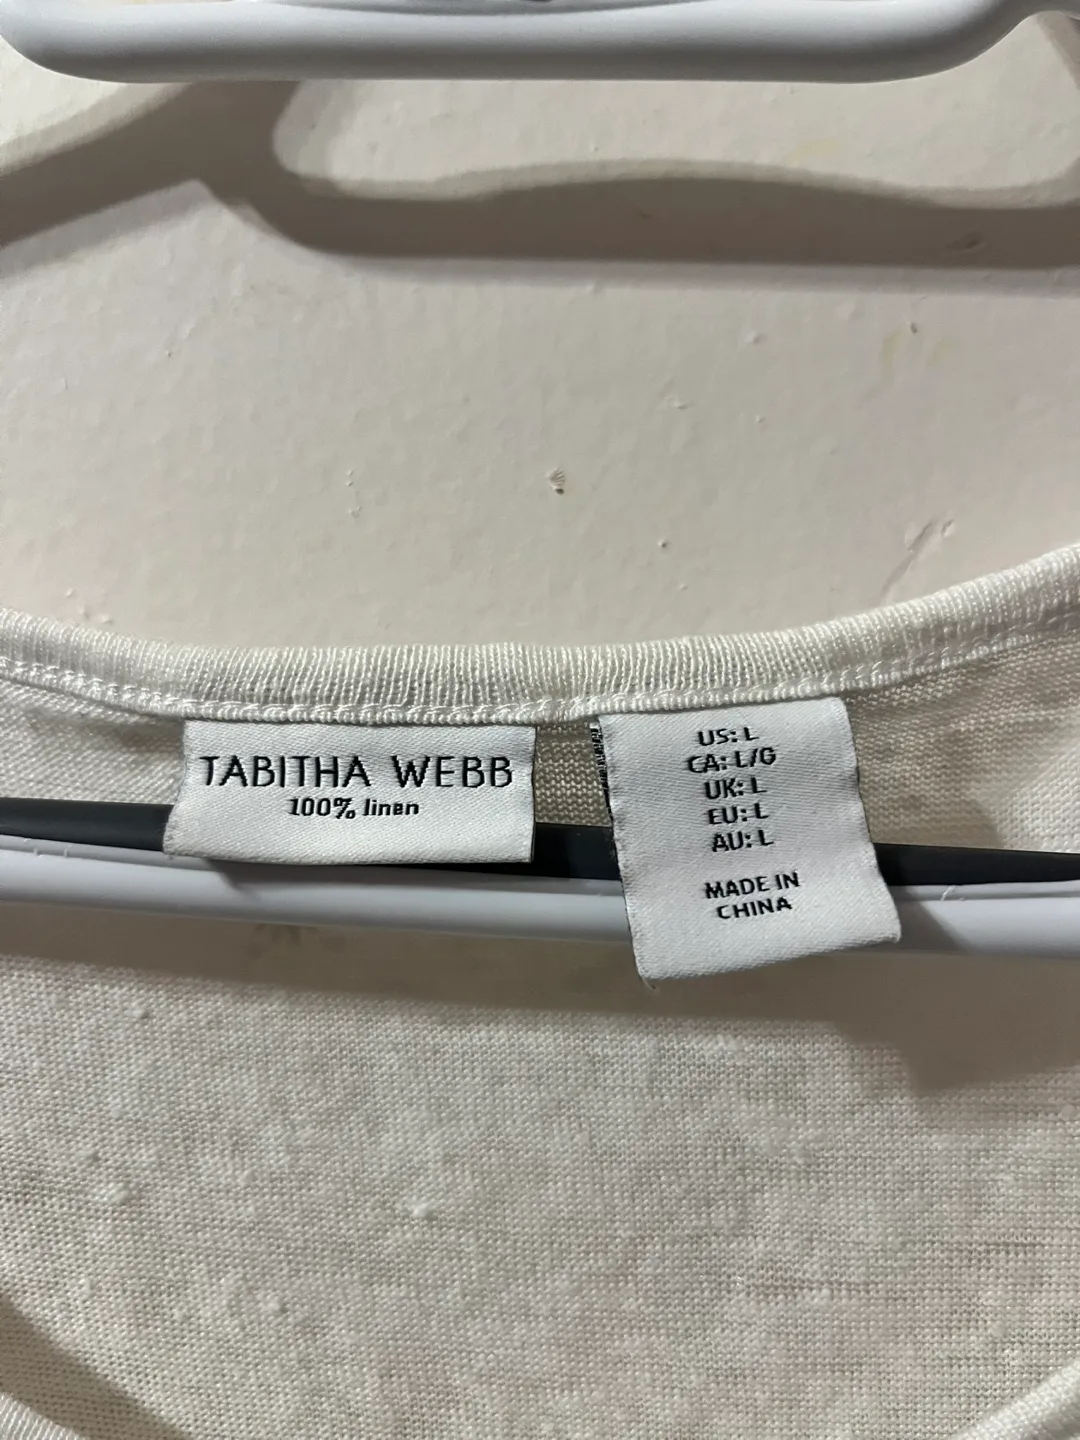 TABITHA WEBB
100% linen
US: L
CA: L/G
UK: L
EU: L
AU: L
MADE IN
CHINA